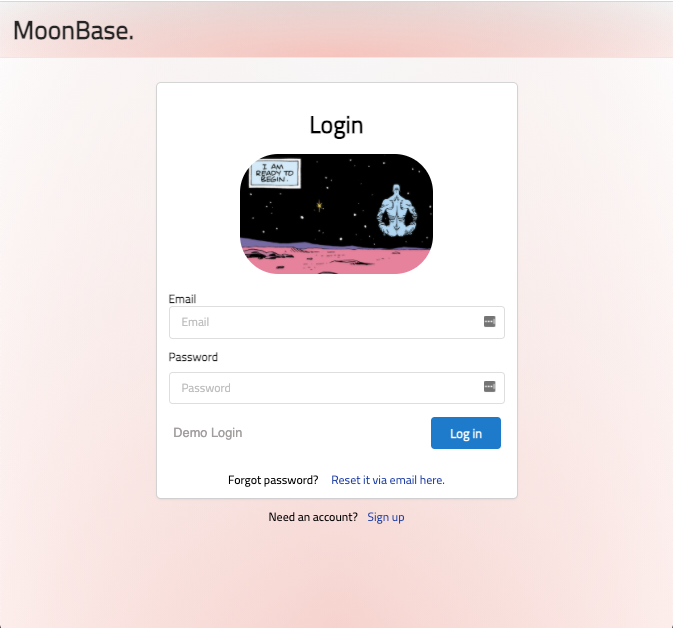 MoonBase.
Login
I AM
READY TO
BEGIN.
Email
Email
Password
Password
Demo Login
Log in
Forgot password? Reset it via email here.
Need an account? Sign up